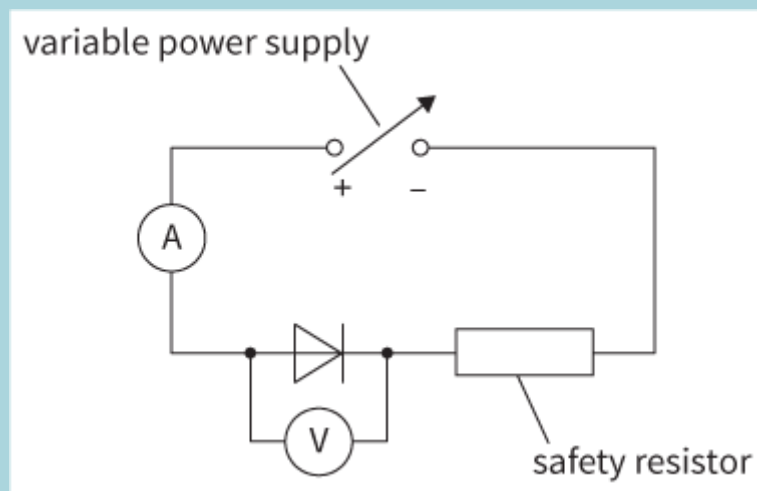 variable power supply
+ –
A
V
safety resistor